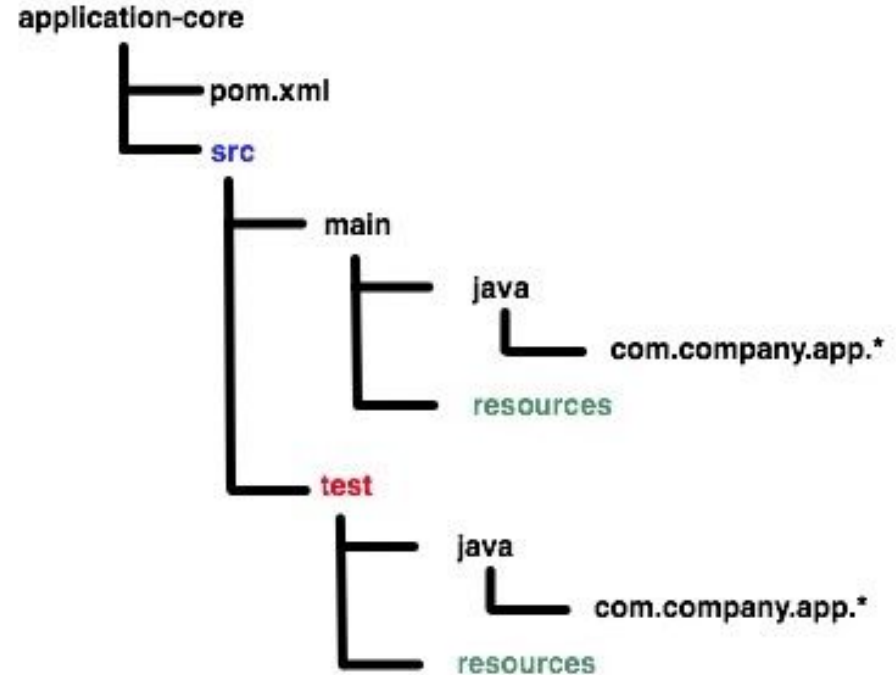 application-core
pom.xml
src
main
java
com.company.app.*
resources
test
java
com.company.app.*
resources